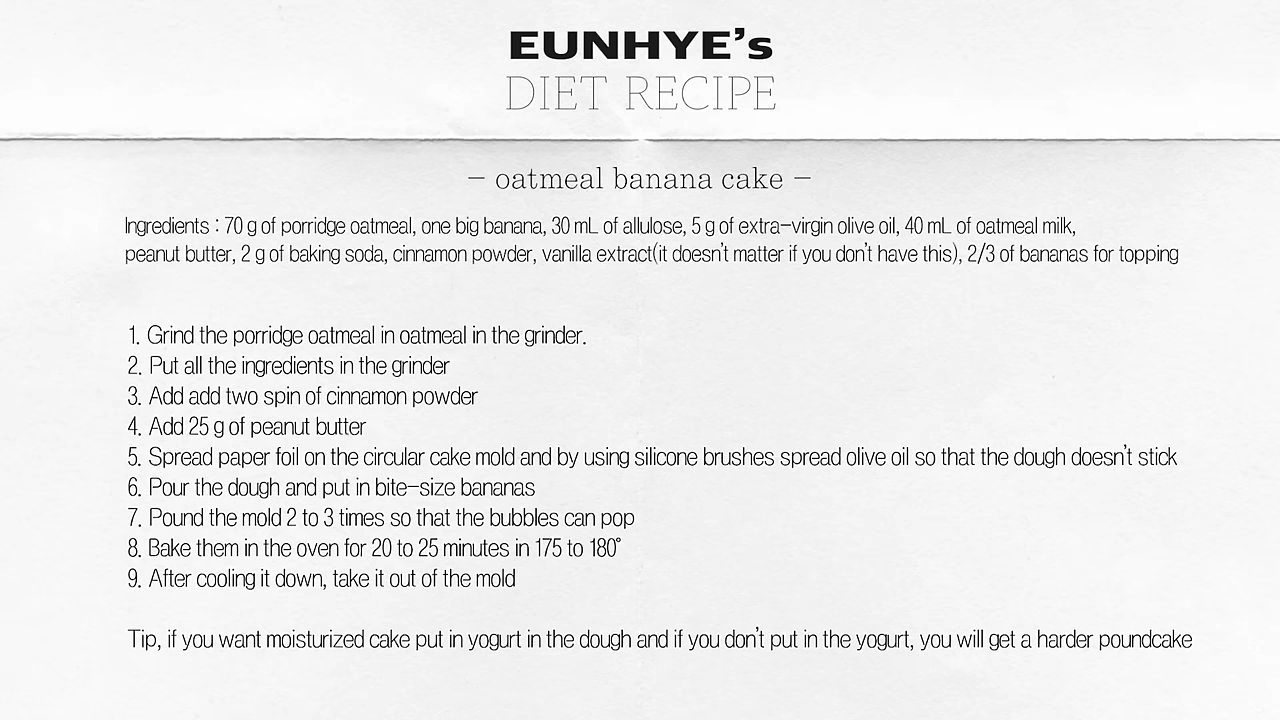 EUNHYE's
DIET RECIPE
– oatmeal banana cake –
Ingredients : 70 g of porridge oatmeal, one big banana, 30 mL of allulose, 5 g of extra-virgin olive oil, 40 mL of oatmeal milk,
peanut butter, 2 g of baking soda, cinnamon powder, vanilla extract(it doesn't matter if you don't have this), 2/3 of bananas for topping
1. Grind the porridge oatmeal in oatmeal in the grinder.
2. Put all the ingredients in the grinder
3. Add add two spin of cinnamon powder
4. Add 25 g of peanut butter
5. Spread paper foil on the circular cake mold and by using silicone brushes spread olive oil so that the dough doesn't stick
6. Pour the dough and put in bite-size bananas
7. Pound the mold 2 to 3 times so that the bubbles can pop
8. Bake them in the oven for 20 to 25 minutes in 175 to 180°
9. After cooling it down, take it out of the mold
Tip, if you want moisturized cake put in yogurt in the dough and if you don't put in the yogurt, you will get a harder poundcake